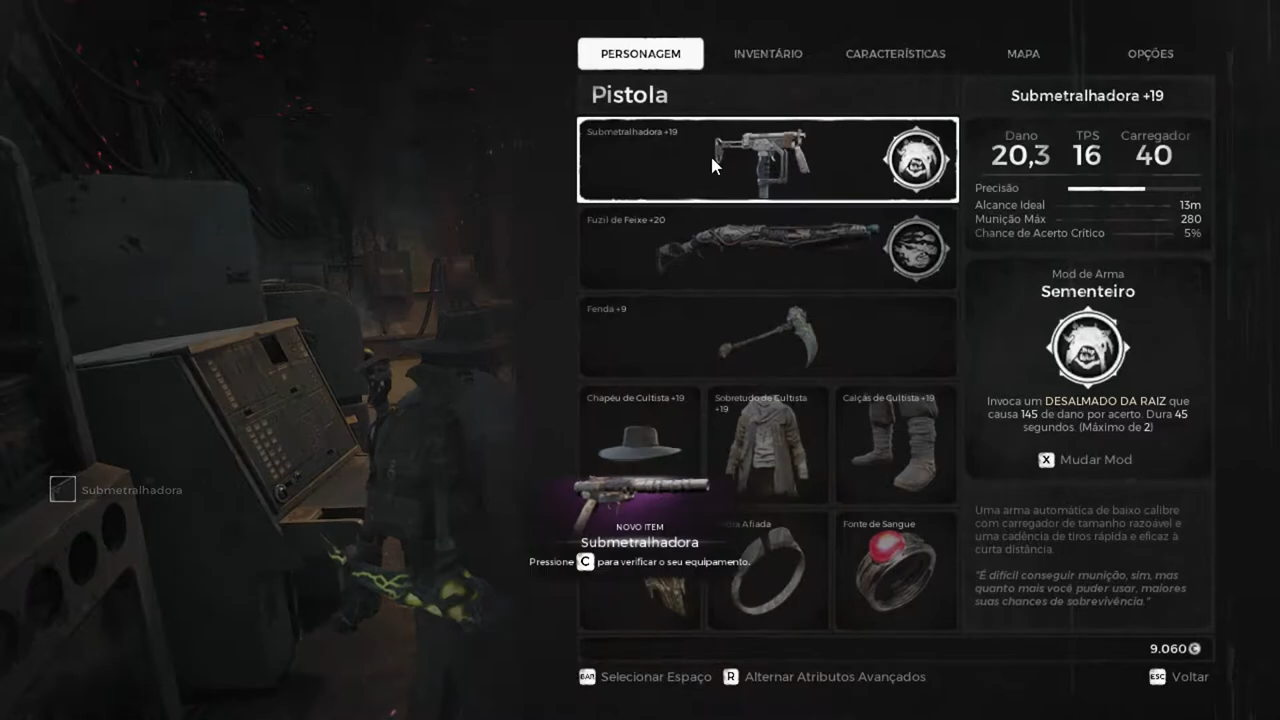 PERSONAGEM INVENTÁRIO CARACTERÍSTICAS MAPA OPÇÕES
Pistola
Submetralhadora +19
Submetralhadora +19
Dano TPS Carregador
20,3 16 40
Precisão
Alcance Ideal 13m
Munição Máx 280
Chance de Acerto Crítico 5%
Fuzil de Feixe +20
Mod de Arma
Sementeiro
Fenda +9
Invoca um DESALMADO DA RAIZ que
causa 145 de dano por acerto. Dura 45
segundos. (Máximo de 2)
X Mudar Mod
Chapéu de Cultista +19
Sobretudo de Cultista
+19
Calças de Cultista +19
Submetralhadora
NOVO ITEM
Submetralhadora
Pressione C para verificar o seu equipamento.
Afiada
Fonte de Sangue
Uma arma automática de baixo calibre
com carregador de tamanho razoável e
uma cadência de tiros rápida e eficaz à
curta distância.
"É difícil conseguir munição, sim, mas
quanto mais você puder usar, maiores
suas chances de sobrevivência."
9.060
BAR Selecionar Espaço R Alternar Atributos Avançados ESC Voltar